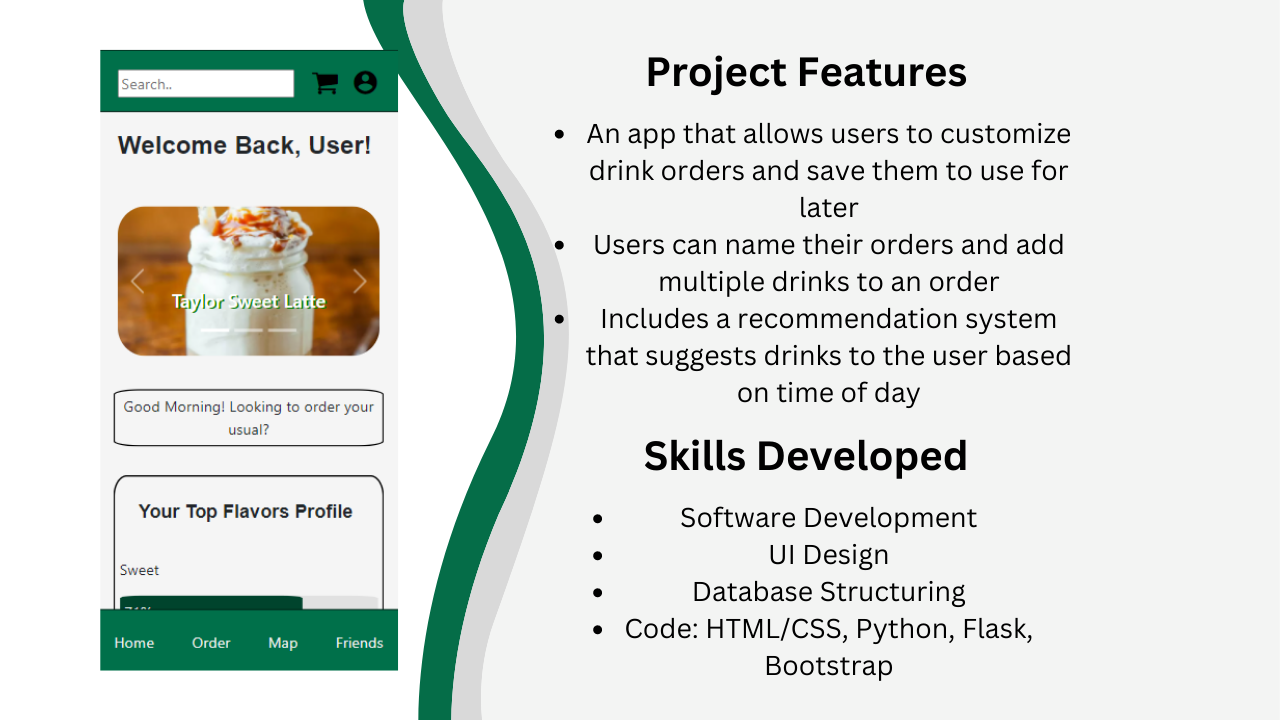 Search..
Welcome Back, User!
Taylor Sweet Latte
Good Morning! Looking to order your
usual?
Your Top Flavors Profile
Sweet
Home Order Map Friends
Project Features
• An app that allows users to customize
drink orders and save them to use for
later
• Users can name their orders and add
multiple drinks to an order
• Includes a recommendation system
that suggests drinks to the user based
on time of day
Skills Developed
• Software Development
• UI Design
• Database Structuring
• Code: HTML/CSS, Python, Flask,
Bootstrap